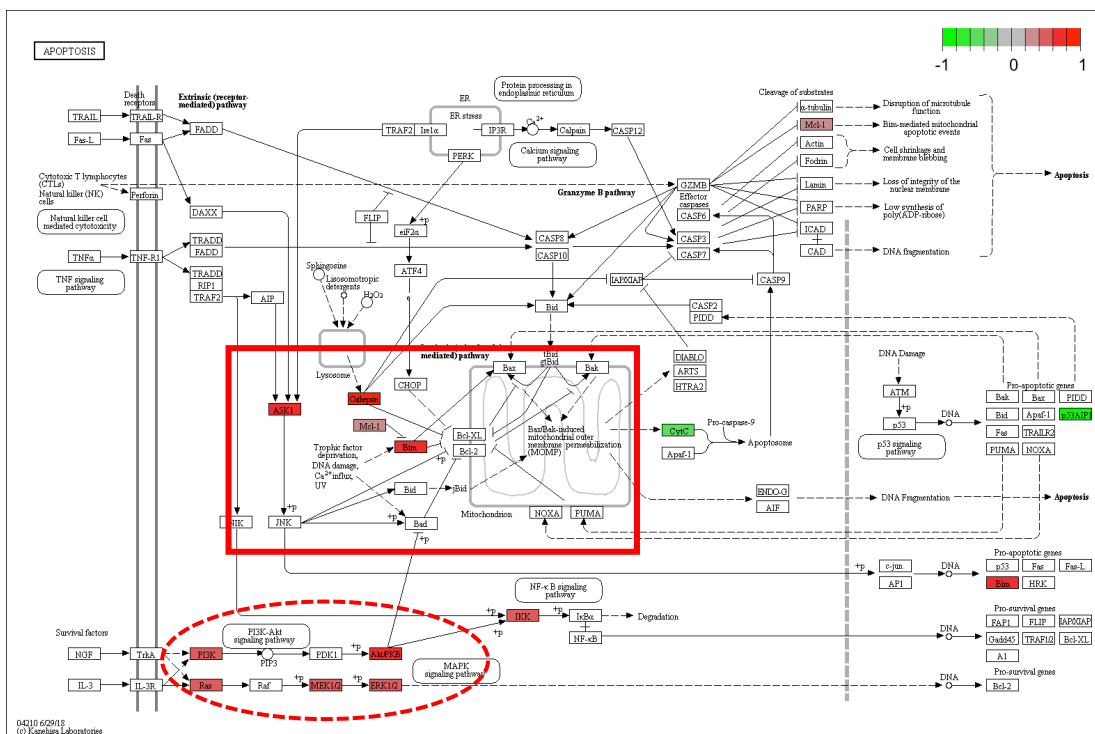 APOPTOSIS
-1
0
1
Death
receptors
Extrinsic (receptor-
mediated) pathway
TRAIL
TRAIL-R
Fas-L
Fas
FADD
Cytotoxic T lymphocytes
(CTLs)
Natural killer (NK)
cells
Perforin
Natural killer cell
mediated cytotoxicity
DAXX
TNFα
TNF-R1
TNF signaling
pathway
TRADD
FADD
TRADD
RIP1
TRAF2
AIP
ER
ER stress
TRAF2
Ire1α
IP3R
PERK
Protein processing in
endoplasmic reticulum
Ca2+
Calpain
CASP12
Calcium signaling
pathway
Granzyme B pathway
GZMB
Effector
caspases
CASP6
CASP3
CASP7
FLIP
+p
eiF2α
ATF4
CASP8
CASP10
IAP/XIAP
CASP9
Sphingosine
Lisosomotropic
detergents
H2O2
Bid
CASP2
PIDD
Cleavage of substrates
α-tubulin
Mcl-1
Actin
Fodrin
Lamin
PARP
ICAD
CAD
Disruption of microtubule
function
Bim-mediated mitochondrial
apoptotic events
Cell shrinkage and
membrane blebbing
Loss of integrity of the
nuclear membrane
Low synthesis of
poly(ADP-ribose)
DNA fragmentation
Apoptosis
mediated) pathway
Lysosome
tBid
gtBid
Bax
Bak
DIABLO
ARTS
HTRA2
CHOP
Cathepsin
ASK1
Mcl-1
Bim
Bcl-XL
Bcl-2
+p
Trophic factor
deprivation,
DNA damage,
Ca2+ influx,
UV
Bax/Bak-induced
mitochondrial outer
membrane permeabilization
(MOMP)
CytC
Apaf-1
Pro-caspase-9
Apoptosome
Bid
jBid
+p
Bad
+p
Mitochondrion
NOXA
PUMA
NIK
+p
JNK
ENDO-G
AIF
DNA Fragmentation
Apoptosis
DNA Damage
ATM
+p
p53
p53 signaling
pathway
DNA
Pro-apoptotic genes
Bak
Bax
PIDD
Bid
Apaf-1
p53AIP1
Fas
TRAILR2
PUMA
NOXA
+p
c-jun
AP1
DNA
Pro-apoptotic genes
p53
Fas
Fas-L
Bim
HRK
NF-κB signaling
pathway
+p
+p
IKK
+p
IκBα
Degradation
NF-κB
DNA
Pro-survival genes
FAP1
FLIP
IAP/XIAP
Gadd45
TRAF1/2
Bcl-XL
A1
Survival factors
PI3K-Akt
signaling pathway
NGF
TrkA
PI3K
PIP3
PDK1
+p
Akt/PKB
MAPK
signaling pathway
IL-3
IL-3R
Ras
Raf
+p
MEK1/2
+p
ERK1/2
DNA
Pro-survival genes
Bcl-2
04210 6/29/18
(c) Kanehisa Laboratories